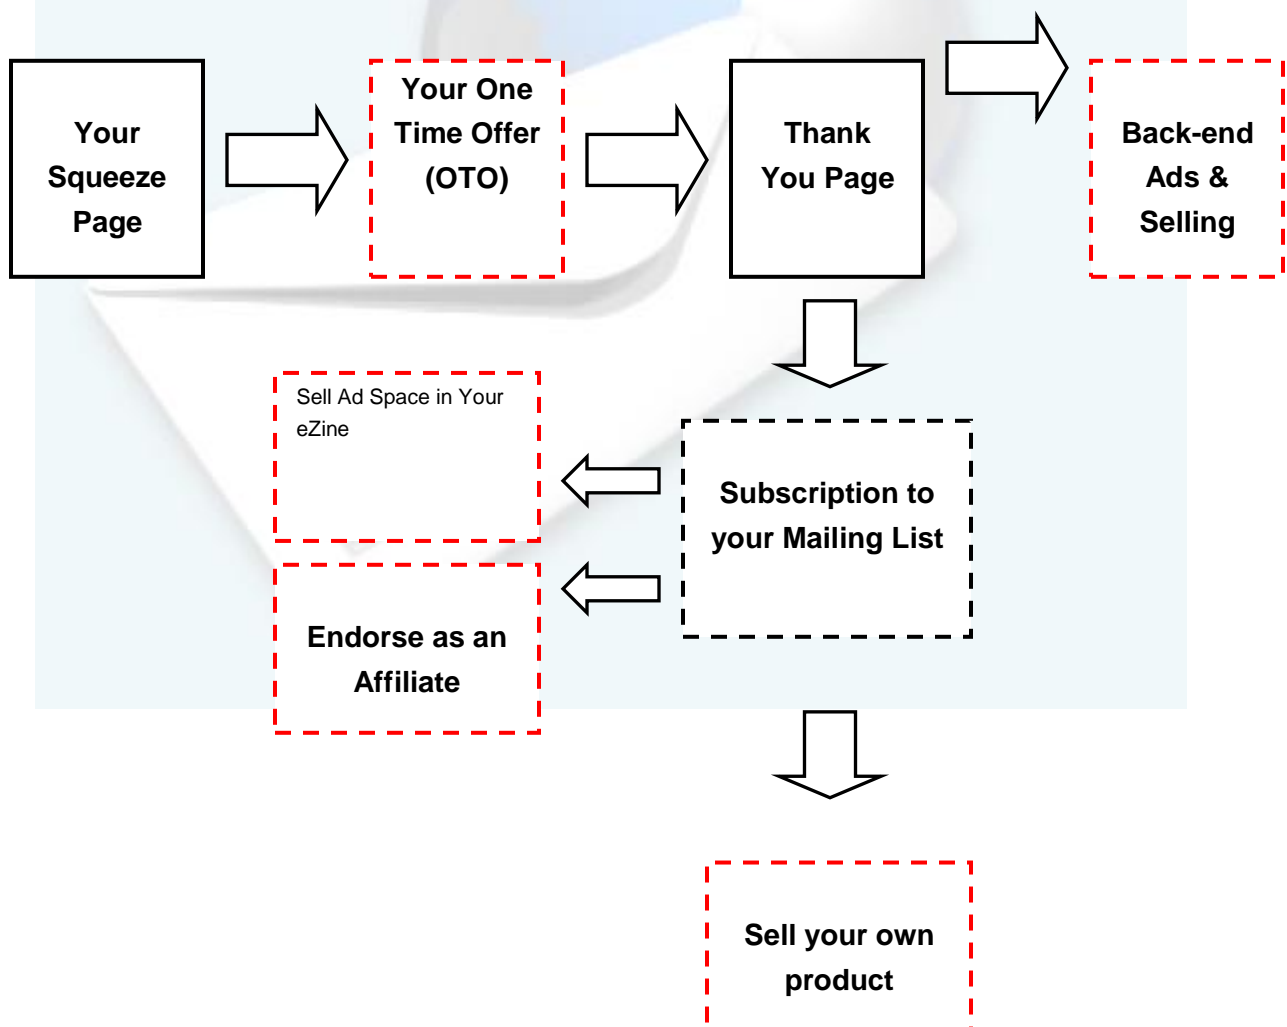 Your
Squeeze
Page
Your One
Time Offer
(OTO)
Thank
You Page
Back-end
Ads &
Selling
Sell Ad Space in Your
eZine
Subscription to
your Mailing List
Endorse as an
Affiliate
Sell your own
product